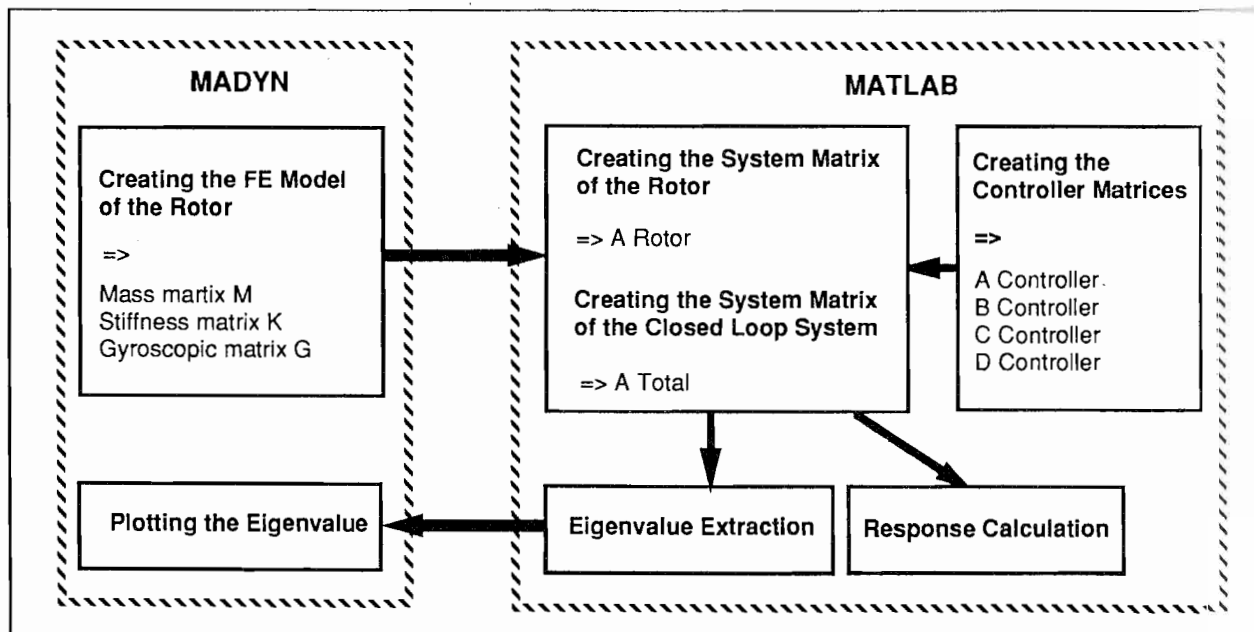 MADYN
Creating the FE Model
of the Rotor
=>
Mass martix M
Stiffness matrix K
Gyroscopic matrix G
Plotting the Eigenvalue
MATLAB
Creating the System Matrix
of the Rotor
=> A Rotor
Creating the System Matrix
of the Closed Loop System
=> A Total
Creating the
Controller Matrices
=>
A Controller
B Controller
C Controller
D Controller
Eigenvalue Extraction
Response Calculation